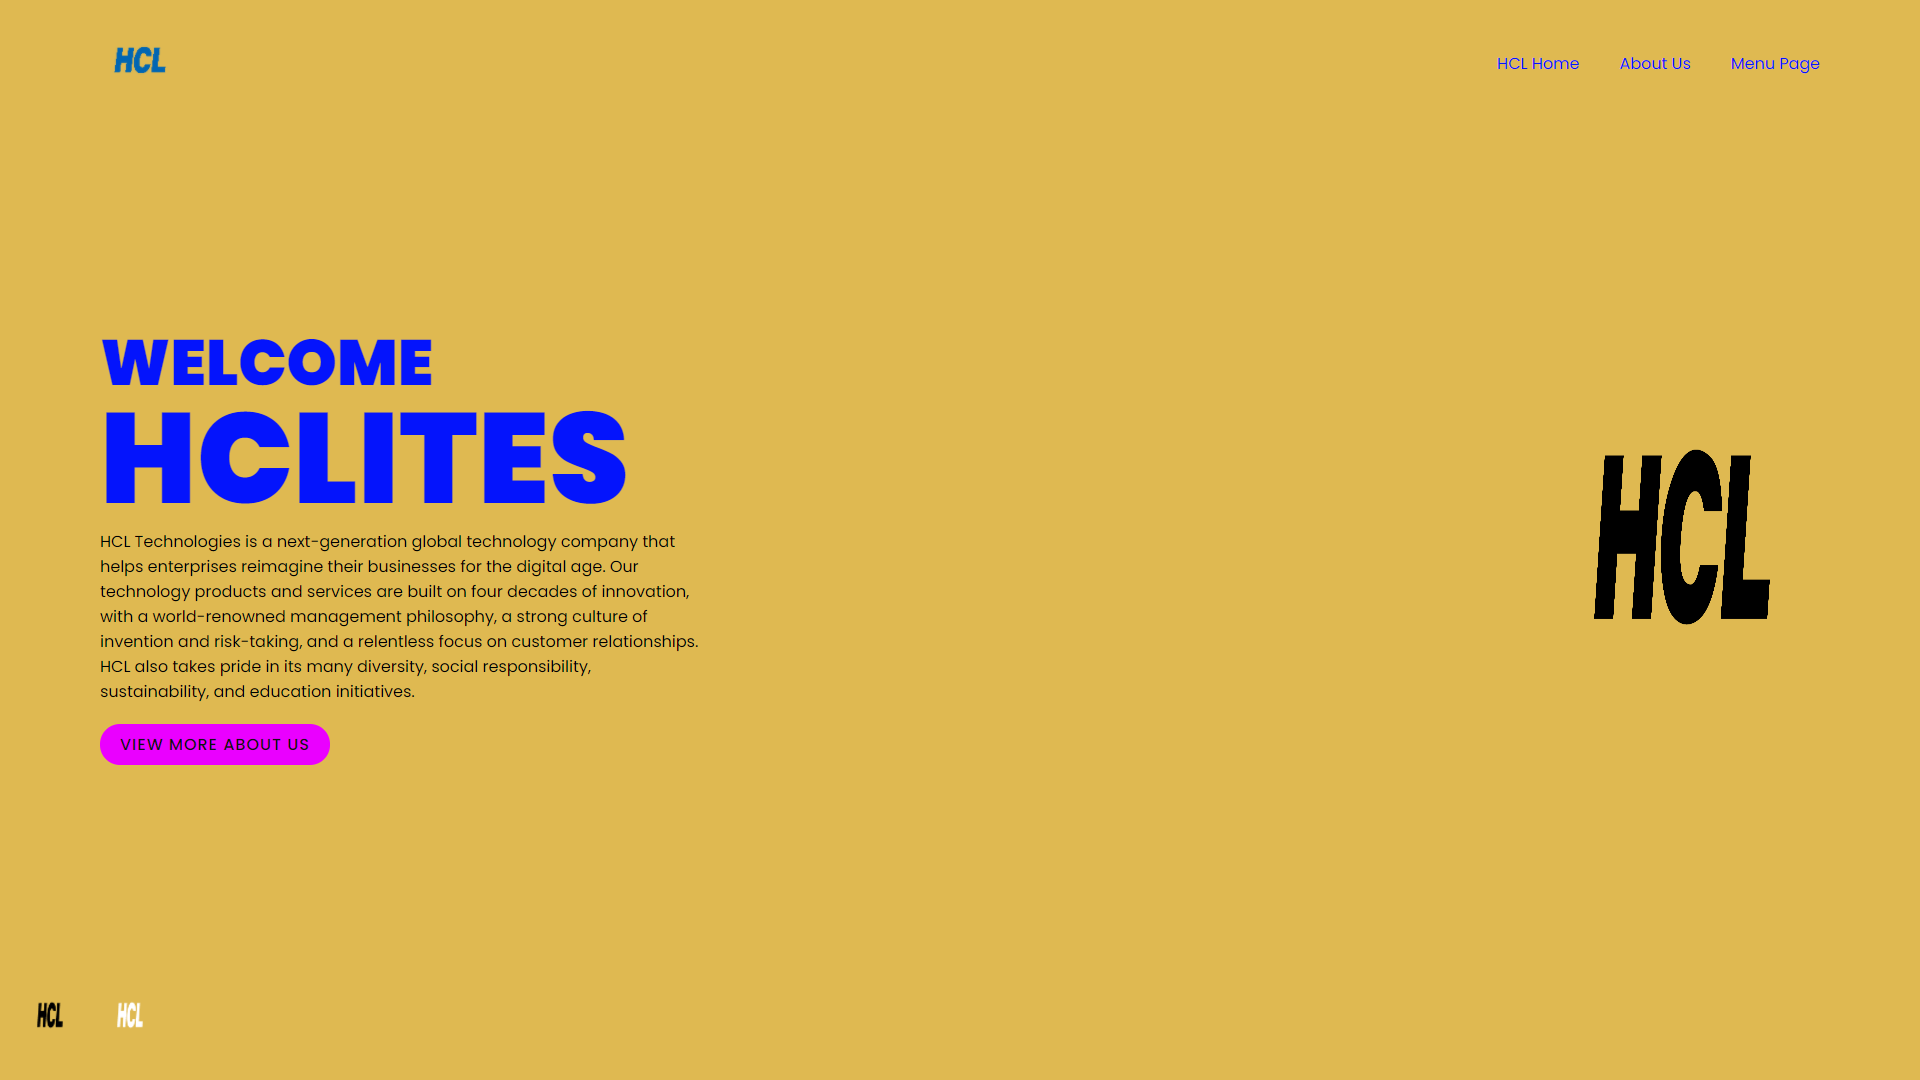 HCL
HCL Home
About Us
Menu Page
WELCOME
HCLITES
HCL Technologies is a next-generation global technology company that
helps enterprises reimagine their businesses for the digital age. Our
technology products and services are built on four decades of innovation,
with a world-renowned management philosophy, a strong culture of
invention and risk-taking, and a relentless focus on customer relationships.
HCL also takes pride in its many diversity, social responsibility,
sustainability, and education initiatives.
VIEW MORE ABOUT US
HCL
HCL
HCL